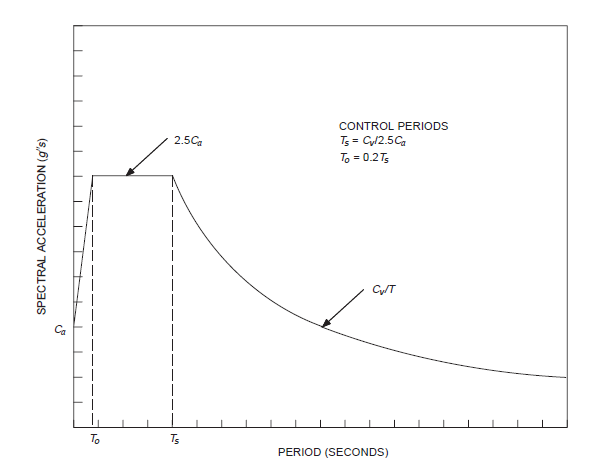 2.5Ca
CONTROL PERIODS
Ts = Cv/2.5Ca
To = 0.2Ts
SPECTRAL ACCELERATION (g"s)
Cv/T
Ca
To
Ts
PERIOD (SECONDS)